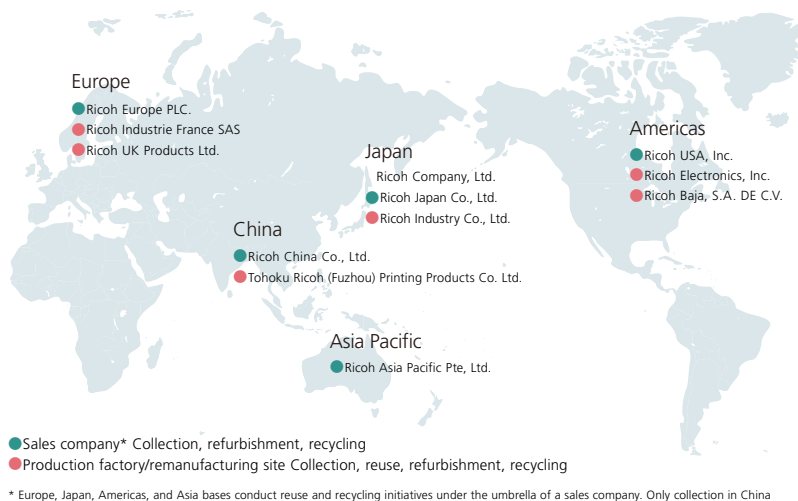 Europe
Ricoh Europe PLC.
Ricoh Industrie France SAS
Ricoh UK Products Ltd.
Japan
Ricoh Company, Ltd.
Ricoh Japan Co., Ltd.
Ricoh Industry Co., Ltd.
Americas
Ricoh USA, Inc.
Ricoh Electronics, Inc.
Ricoh Baja, S.A. DE C.V.
China
Ricoh China Co., Ltd.
Tohoku Ricoh (Fuzhou) Printing Products Co. Ltd.
Asia Pacific
Ricoh Asia Pacific Pte, Ltd.
Sales company* Collection, refurbishment, recycling
Production factory/remanufacturing site Collection, reuse, refurbishment, recycling
* Europe, Japan, Americas, and Asia bases conduct reuse and recycling initiatives under the umbrella of a sales company. Only collection in China